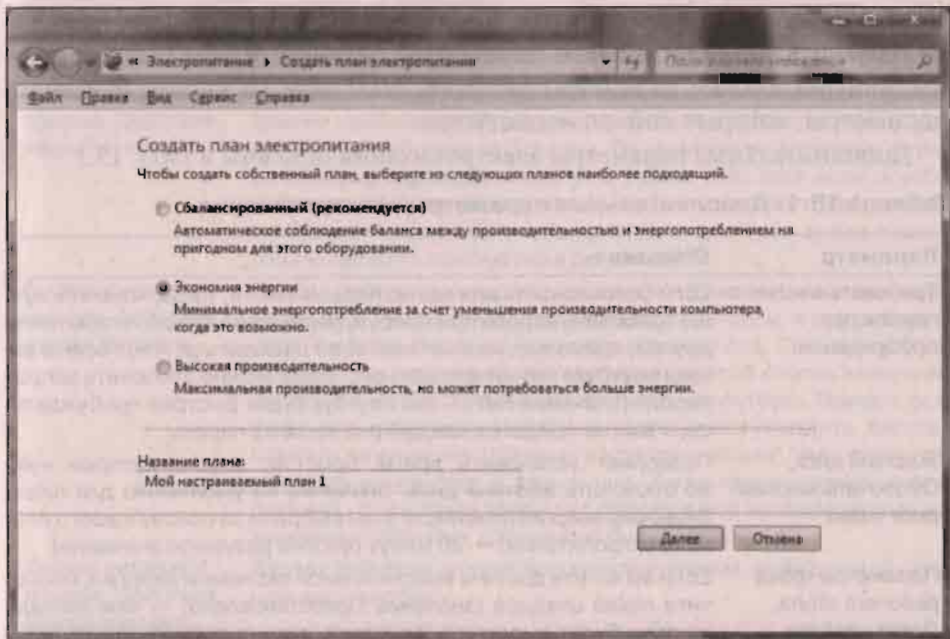 « Электропитание ▸ Создать план электропитания
Файл Правка Вид Сервис Справка
Создать план электропитания
Чтобы создать собственный план, выберите из следующих планов наиболее подходящий.
Сбалансированный (рекомендуется)
Автоматическое соблюдение баланса между производительностью и энергопотреблением на
пригодном для этого оборудовании.
Экономия энергии
Минимальное энергопотребление за счет уменьшения производительности компьютера,
когда это возможно.
Высокая производительность
Максимальная производительность, но может потребоваться больше энергии.
Название плана:
Мой настраиваемый план 1
Далее Отмена